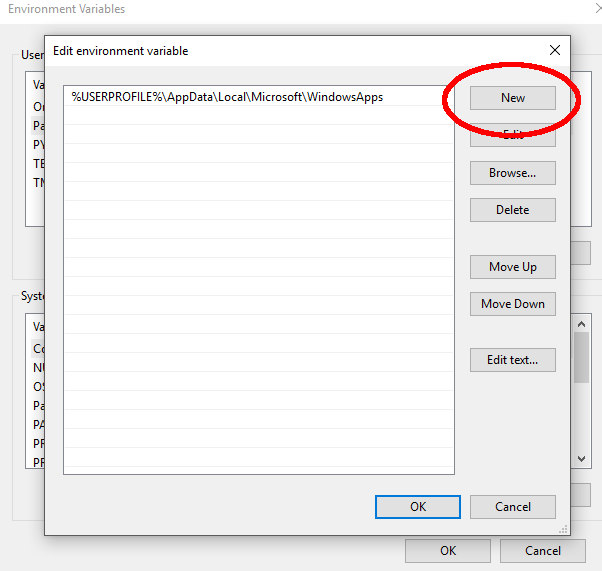 Environment Variables
User
Edit environment variable
Va
On
Pa
PY
TE
TM
%USERPROFILE%\AppData\Local\Microsoft\WindowsApps
New
Edit
Browse...
Delete
Move Up
Move Down
Edit text...
Syst
Va
Co
NU
OS
Pa
PA
PR
PR
OK
Cancel
OK
Cancel